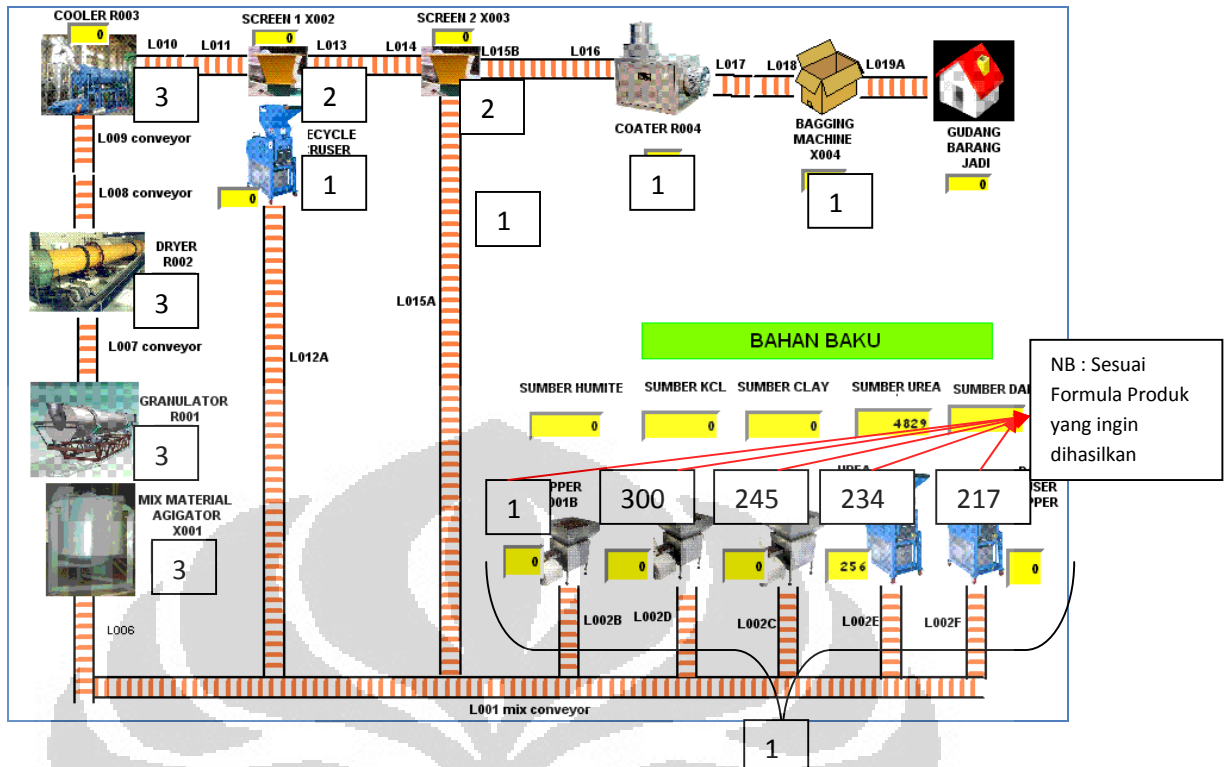 COOLER R003
0
SCREEN 1 X002
0
SCREEN 2 X003
0
L010
L011
L013
L014
L015B
L016
L017
L018
L019A
3
2
2
L009 conveyor
ECYCLE
RUSER
0
1
COATER R004
1
BAGGING
MACHINE
X004
1
GUDANG
BARANG
JADI
0
L008 conveyor
1
DRYER
R002
3
L015A
L007 conveyor
L012A
BAHAN BAKU
NB : Sesuai
Formula Produk
yang ingin
dihasilkan
SUMBER HUMITE
SUMBER KCL
SUMBER CLAY
SUMBER UREA
SUMBER DA
0
0
0
4829
GRANULATOR
R001
3
1
300
245
234
217
PPER
001B
UREA
USER
PPER
MIX MATERIAL
AGIGATOR
X001
3
0
0
0
256
0
L006
L002B
L002D
L002C
L002E
L002F
L001 mix conveyor
1